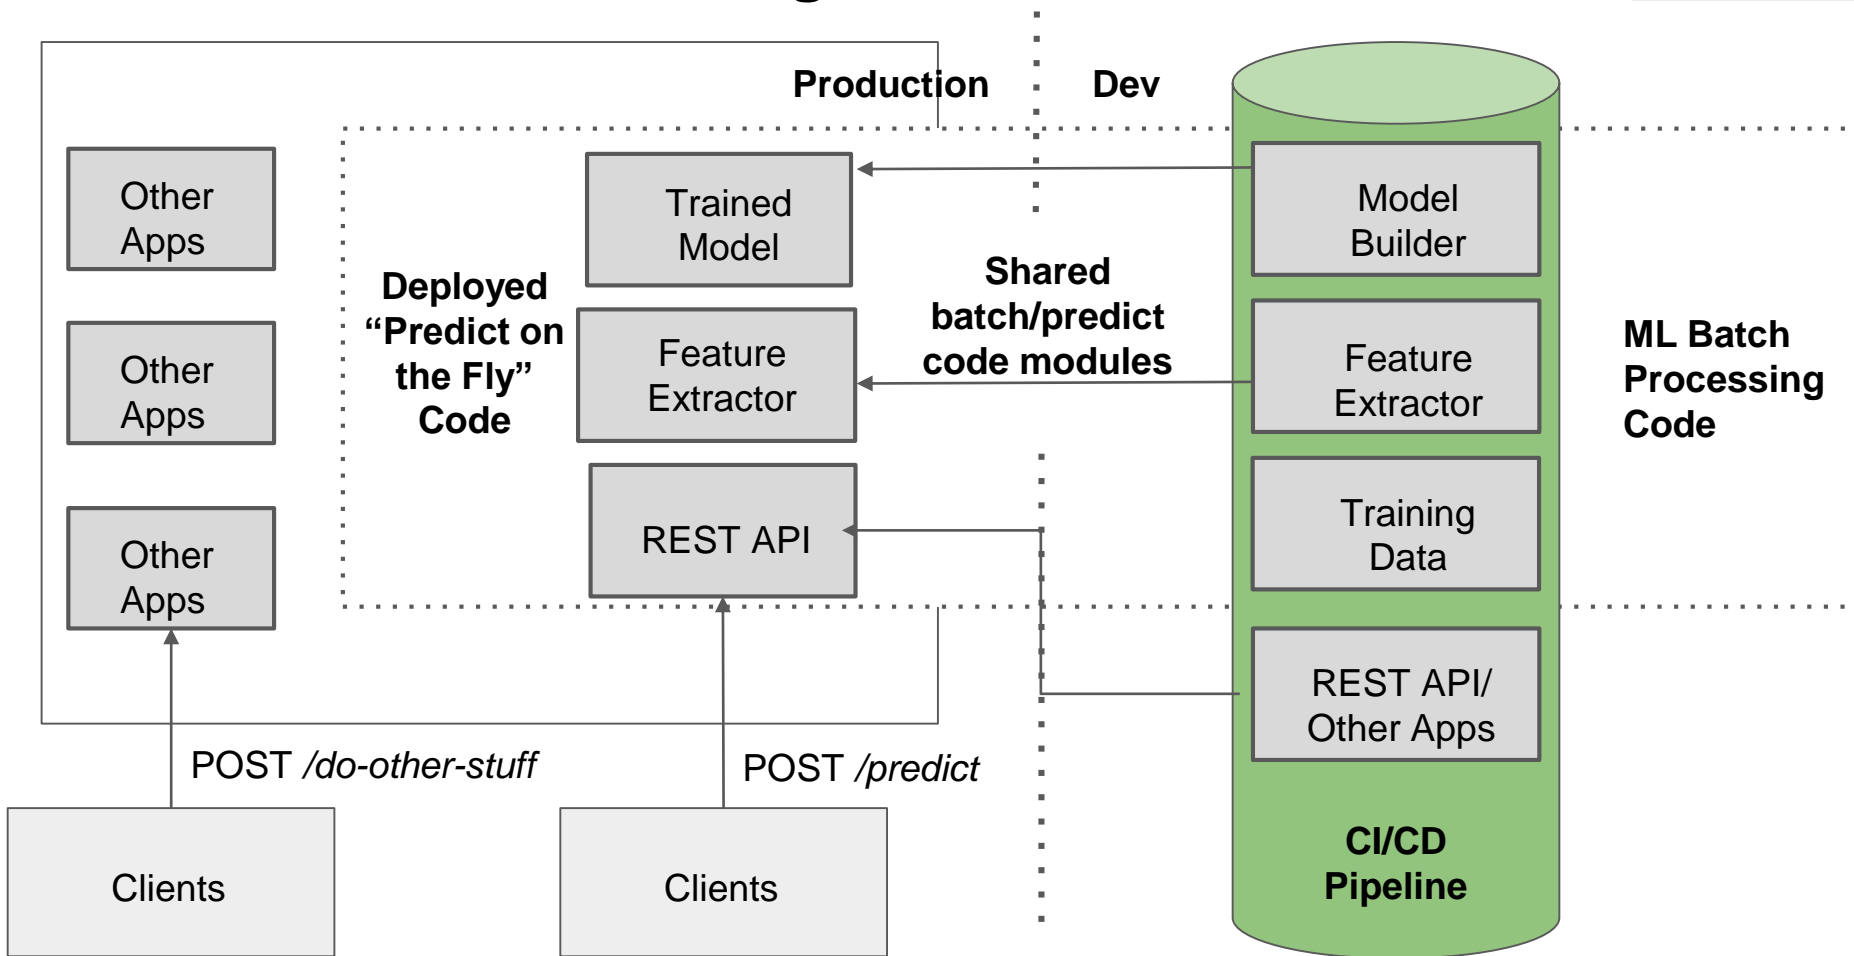 Production
Dev
Other
Apps
Trained
Model
Model
Builder
Deployed
“Predict on
the Fly”
Code
Shared
batch/predict
code modules
Other
Apps
Feature
Extractor
Feature
Extractor
ML Batch
Processing
Code
Other
Apps
REST API
Training
Data
REST API/
Other Apps
POST /do-other-stuff
POST /predict
Clients
Clients
CI/CD
Pipeline